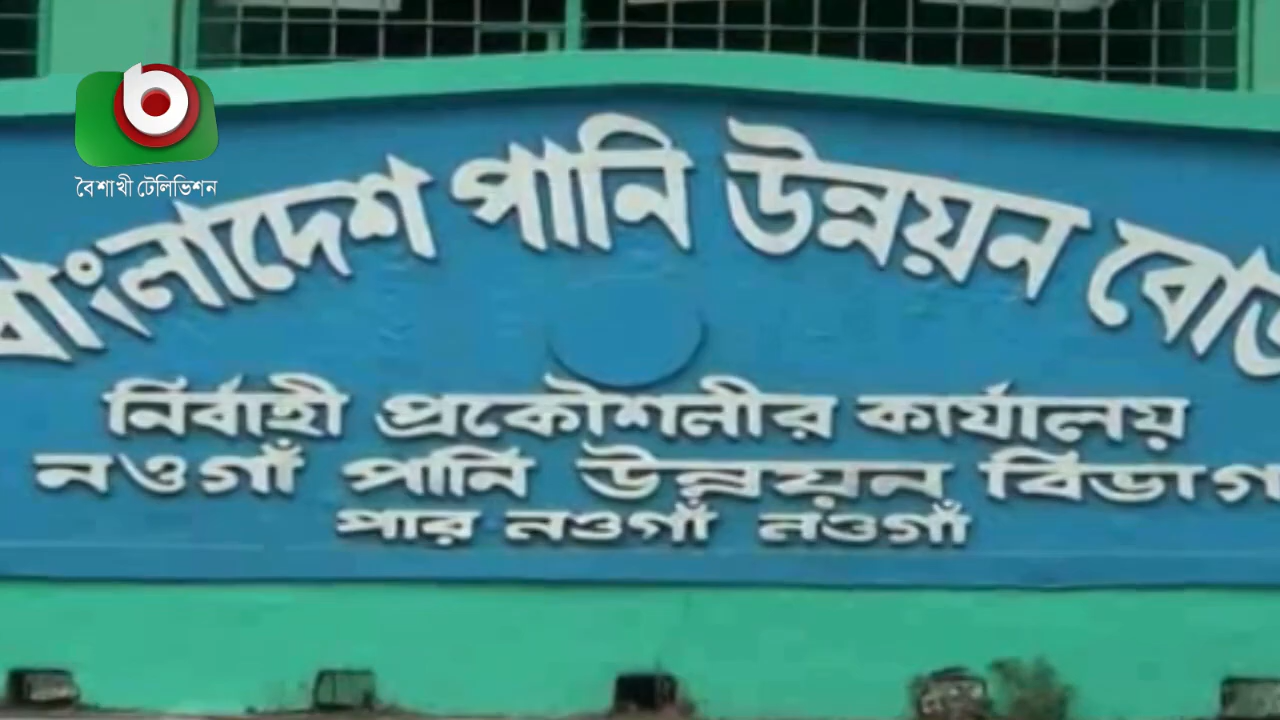 বৈশাখী টেলিভিশন
বাংলাদেশ পানি উন্নয়ন বোর্ড
নির্বাহী প্রকৌশলীর কার্যালয়
নওগাঁ পানি উন্নয়ন বিভাগ
পার নওগাঁ নওগাঁ